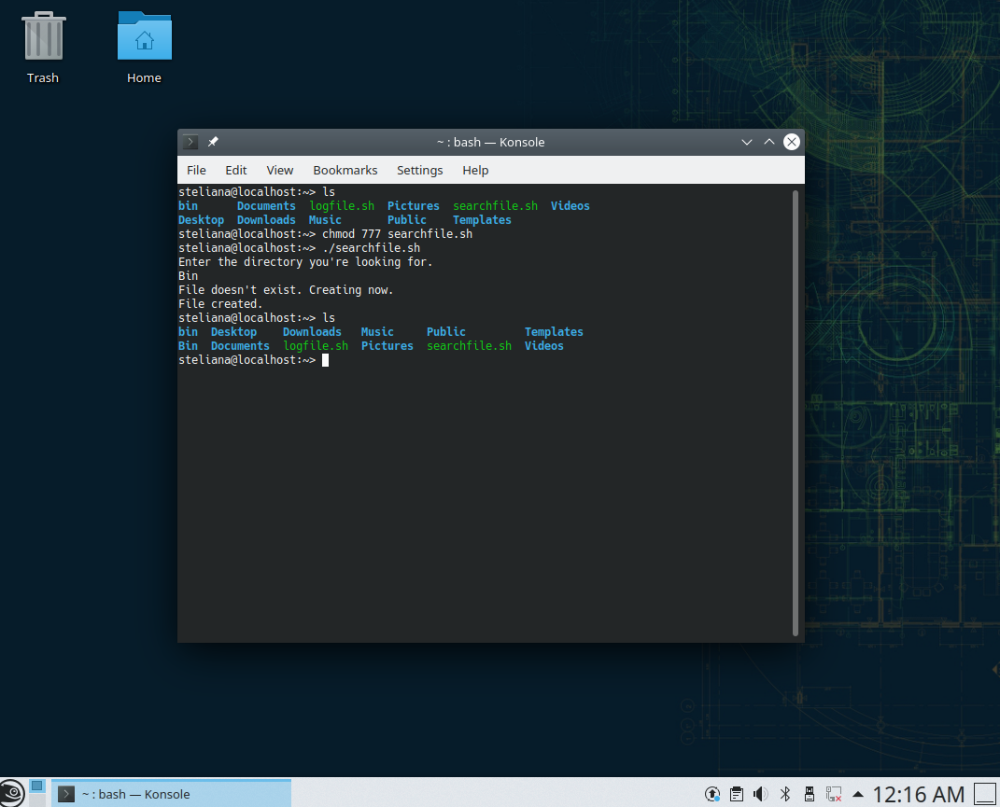 Trash
Home
~ : bash — Konsole
File Edit View Bookmarks Settings Help
steliana@localhost:~> ls
bin      Documents  logfile.sh  Pictures  searchfile.sh  Videos
Desktop  Downloads  Music       Public    Templates
steliana@localhost:~> chmod 777 searchfile.sh
steliana@localhost:~> ./searchfile.sh
Enter the directory you're looking for.
Bin
File doesn't exist. Creating now.
File created.
steliana@localhost:~> ls
bin  Desktop    Downloads   Music     Public         Templates
Bin  Documents  logfile.sh  Pictures  searchfile.sh  Videos
steliana@localhost:~>
~ : bash — Konsole
12:16 AM